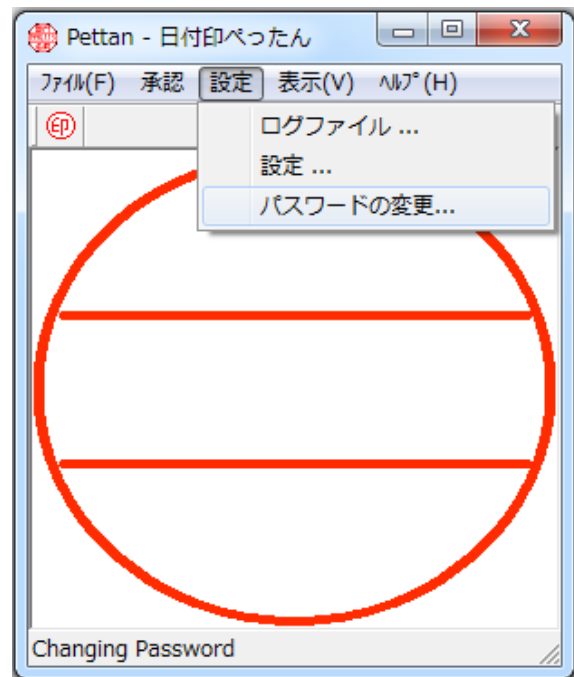 Pettan - 日付印ぺったん
ﾌｧｲﾙ(F) 承認 設定 表示(V) ﾍﾙﾌﾟ(H)
印
ログファイル ...
設定 ...
パスワードの変更...
Changing Password